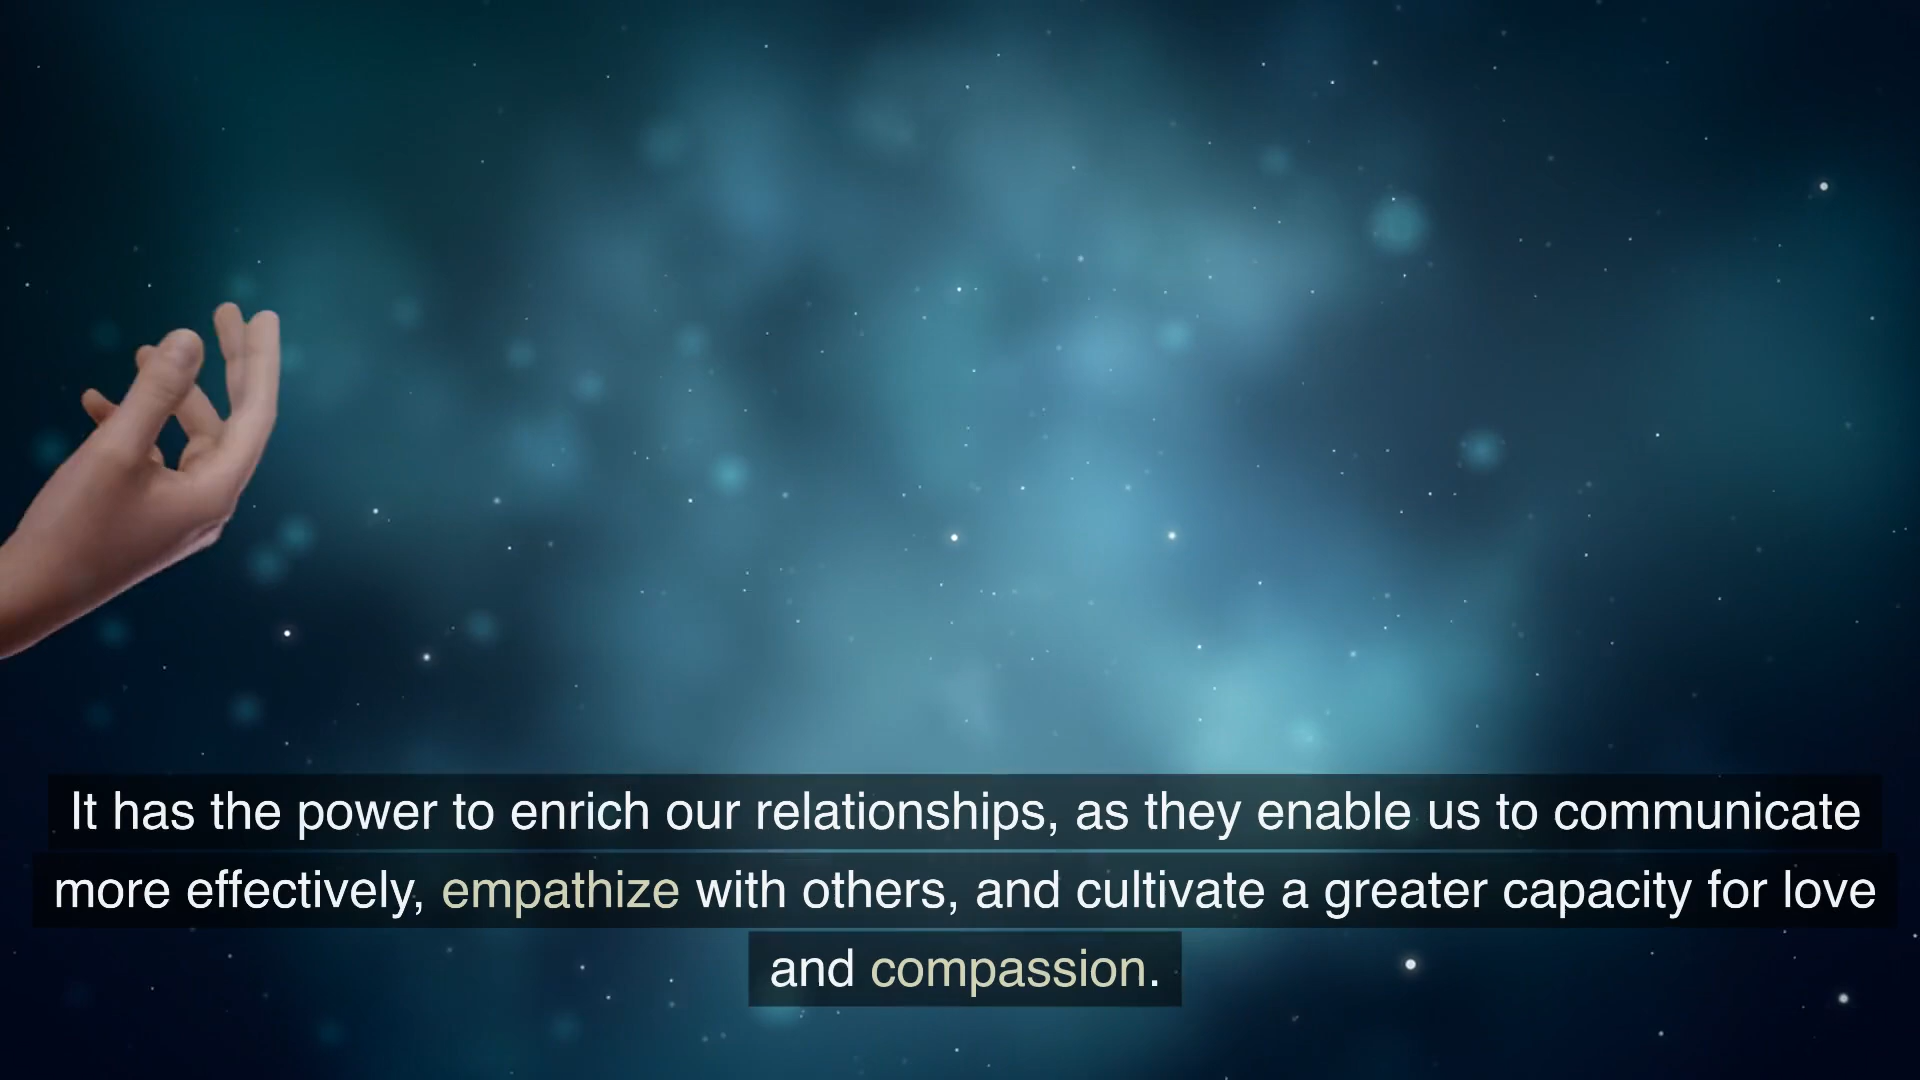 It has the power to enrich our relationships, as they enable us to communicate
more effectively, empathize with others, and cultivate a greater capacity for love
and compassion.